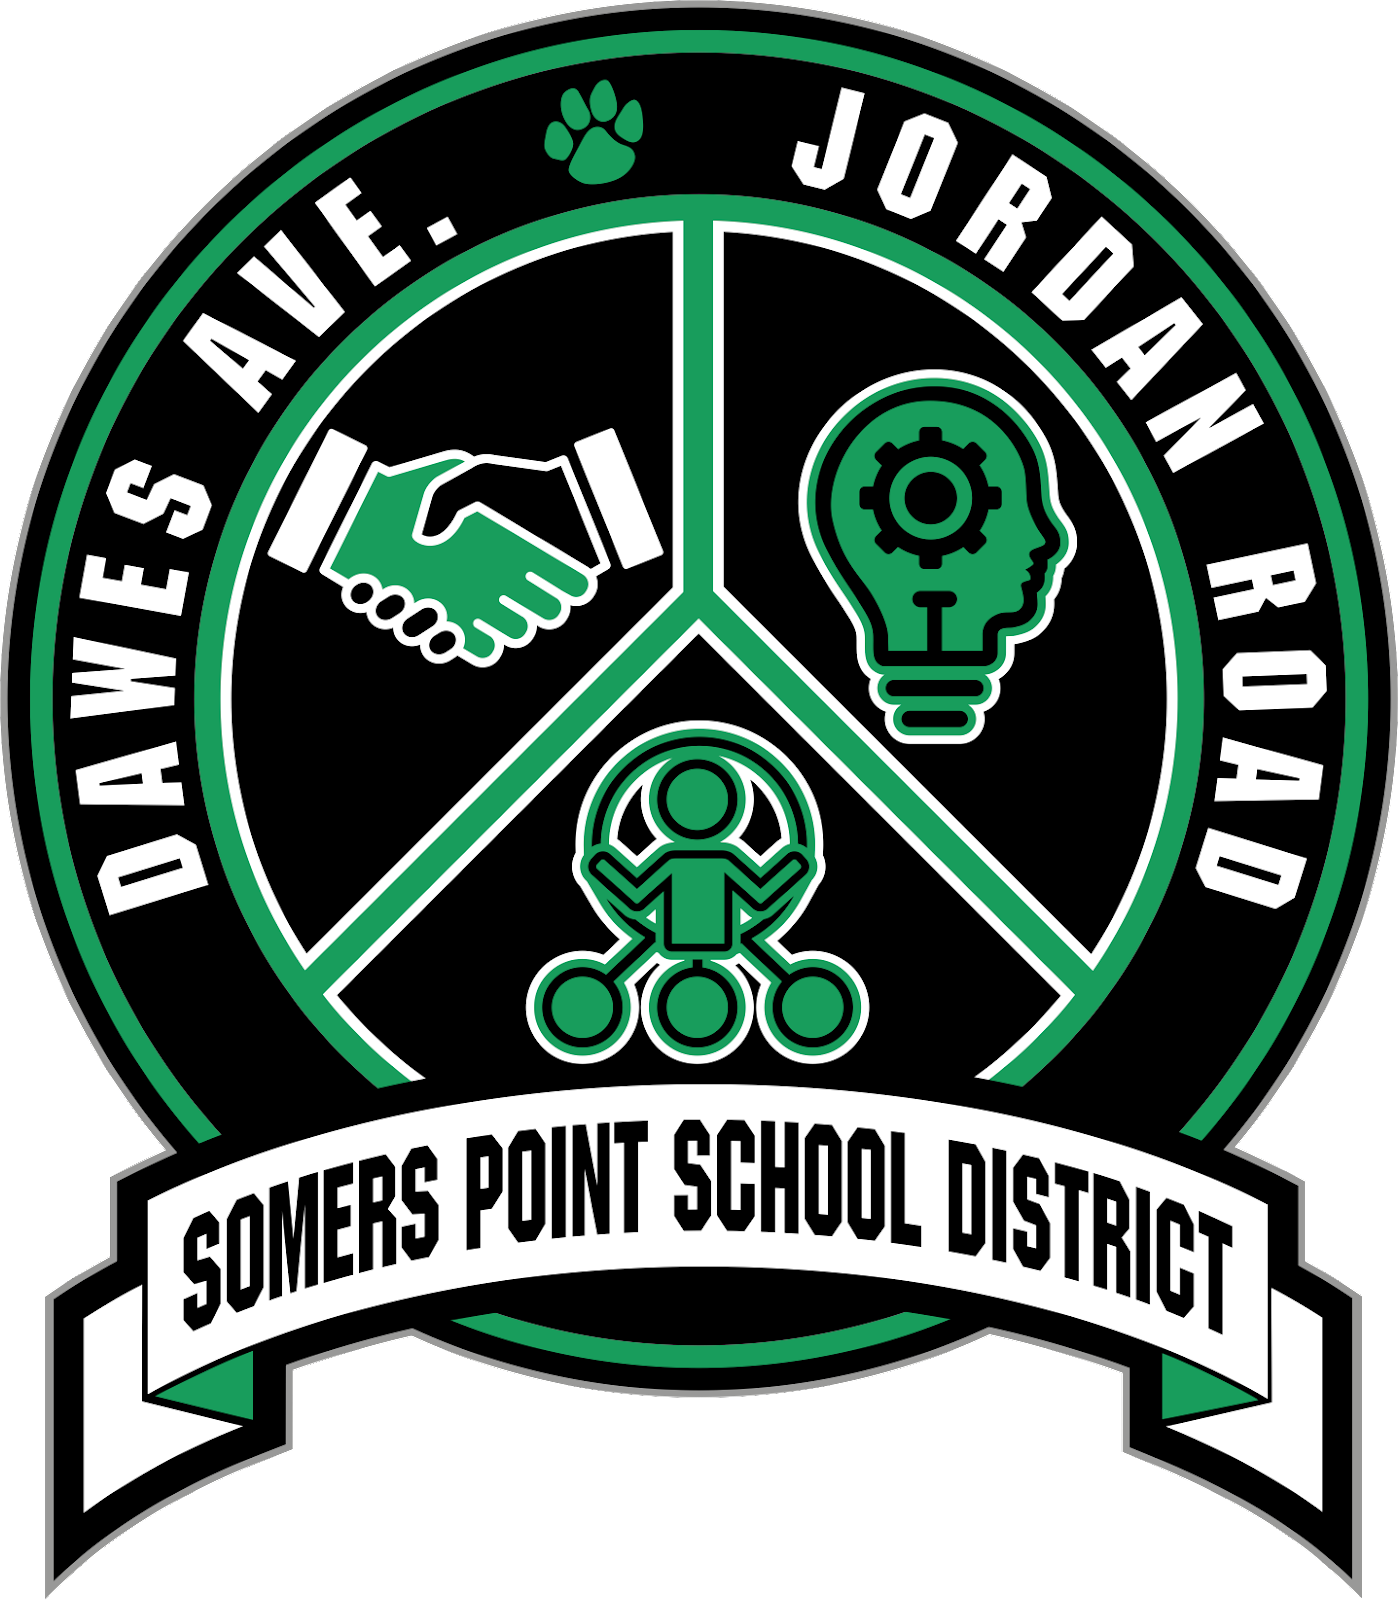 DAWES AVE. JORDAN ROAD
SOMERS POINT SCHOOL DISTRICT